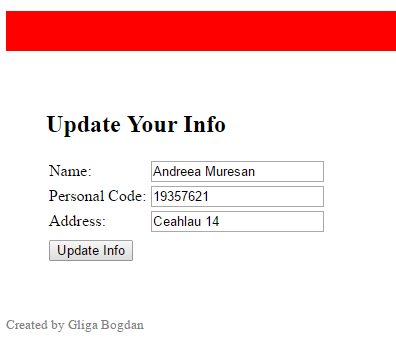 Update Your Info
Name: Andreea Muresan
Personal Code: 19357621
Address: Ceahlau 14
Update Info
Created by Gliga Bogdan